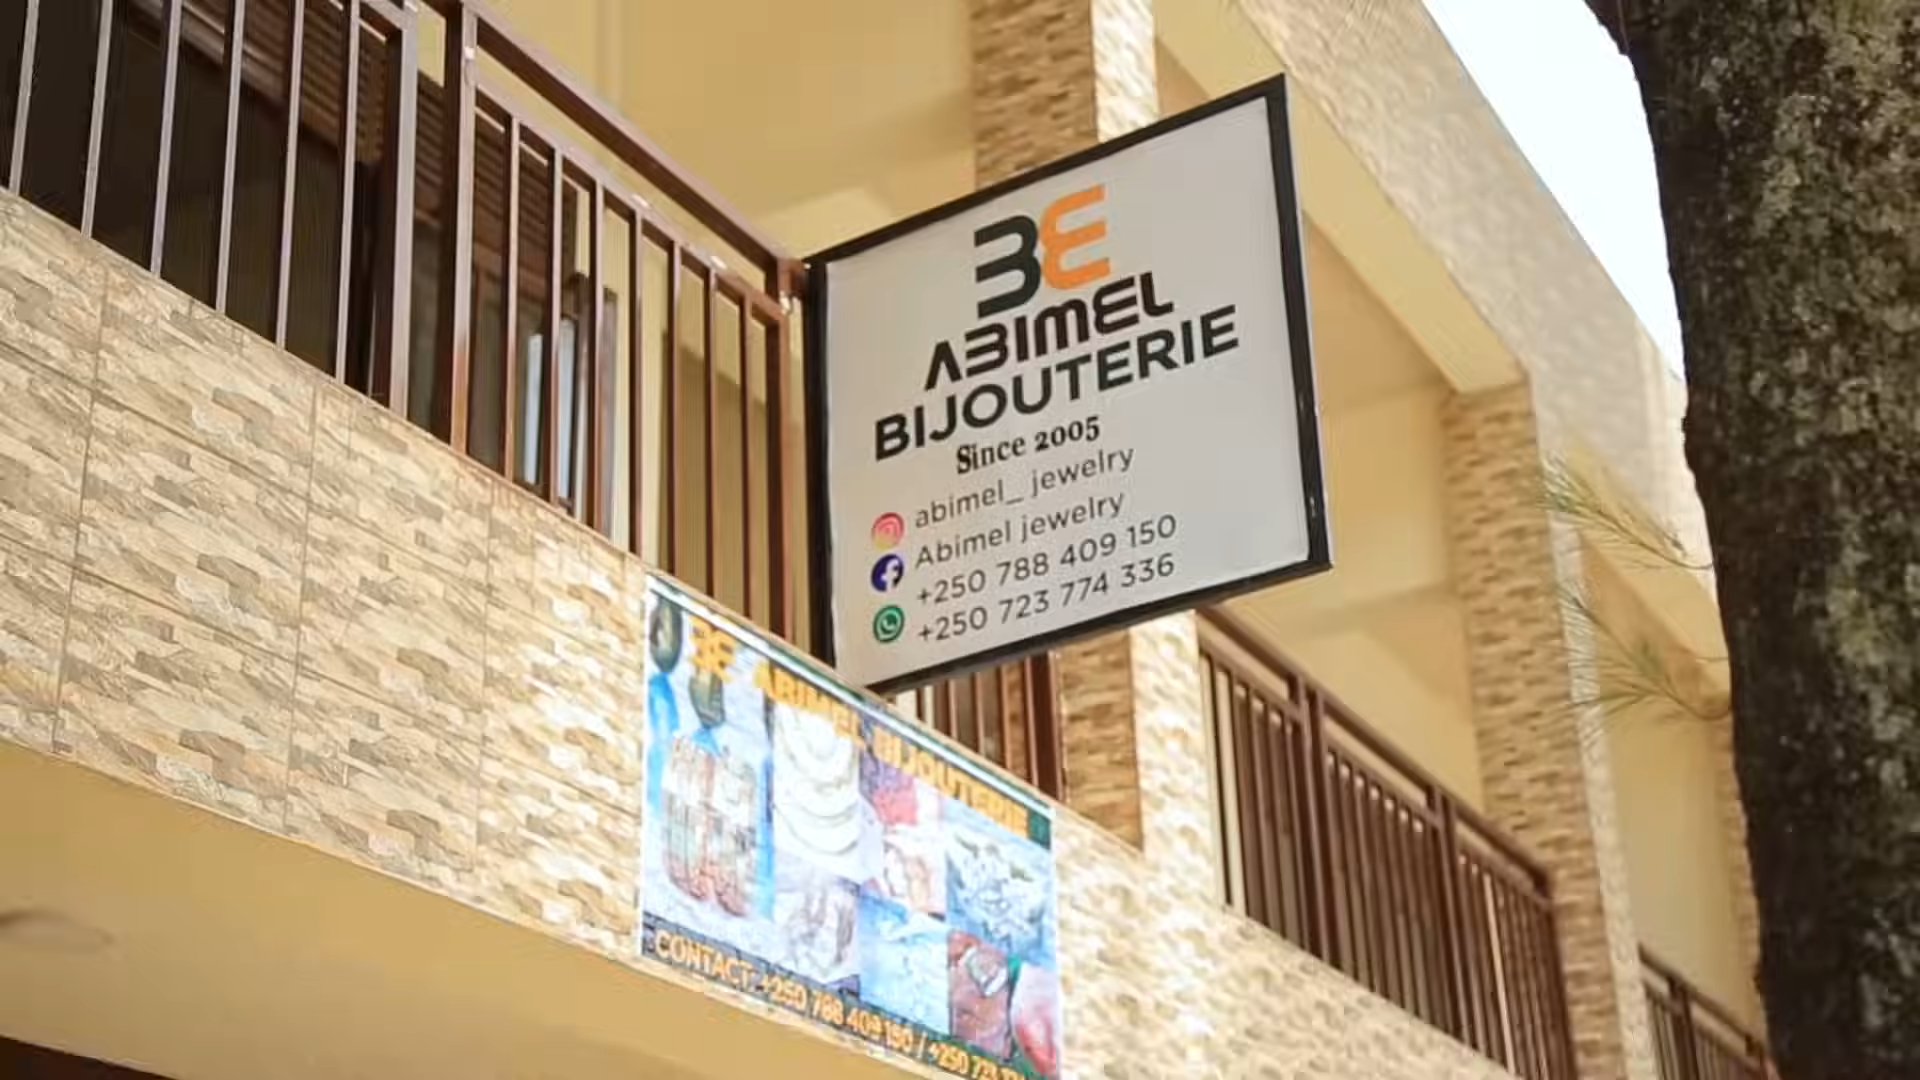 ABIMEL
BIJOUTERIE
Since 2005
abimel_ jewelry
Abimel jewelry
+250 788 409 150
+250 723 774 336
ABIMEL BIJOUTERIE
CONTACT: +250 788 409 150 / +250 723